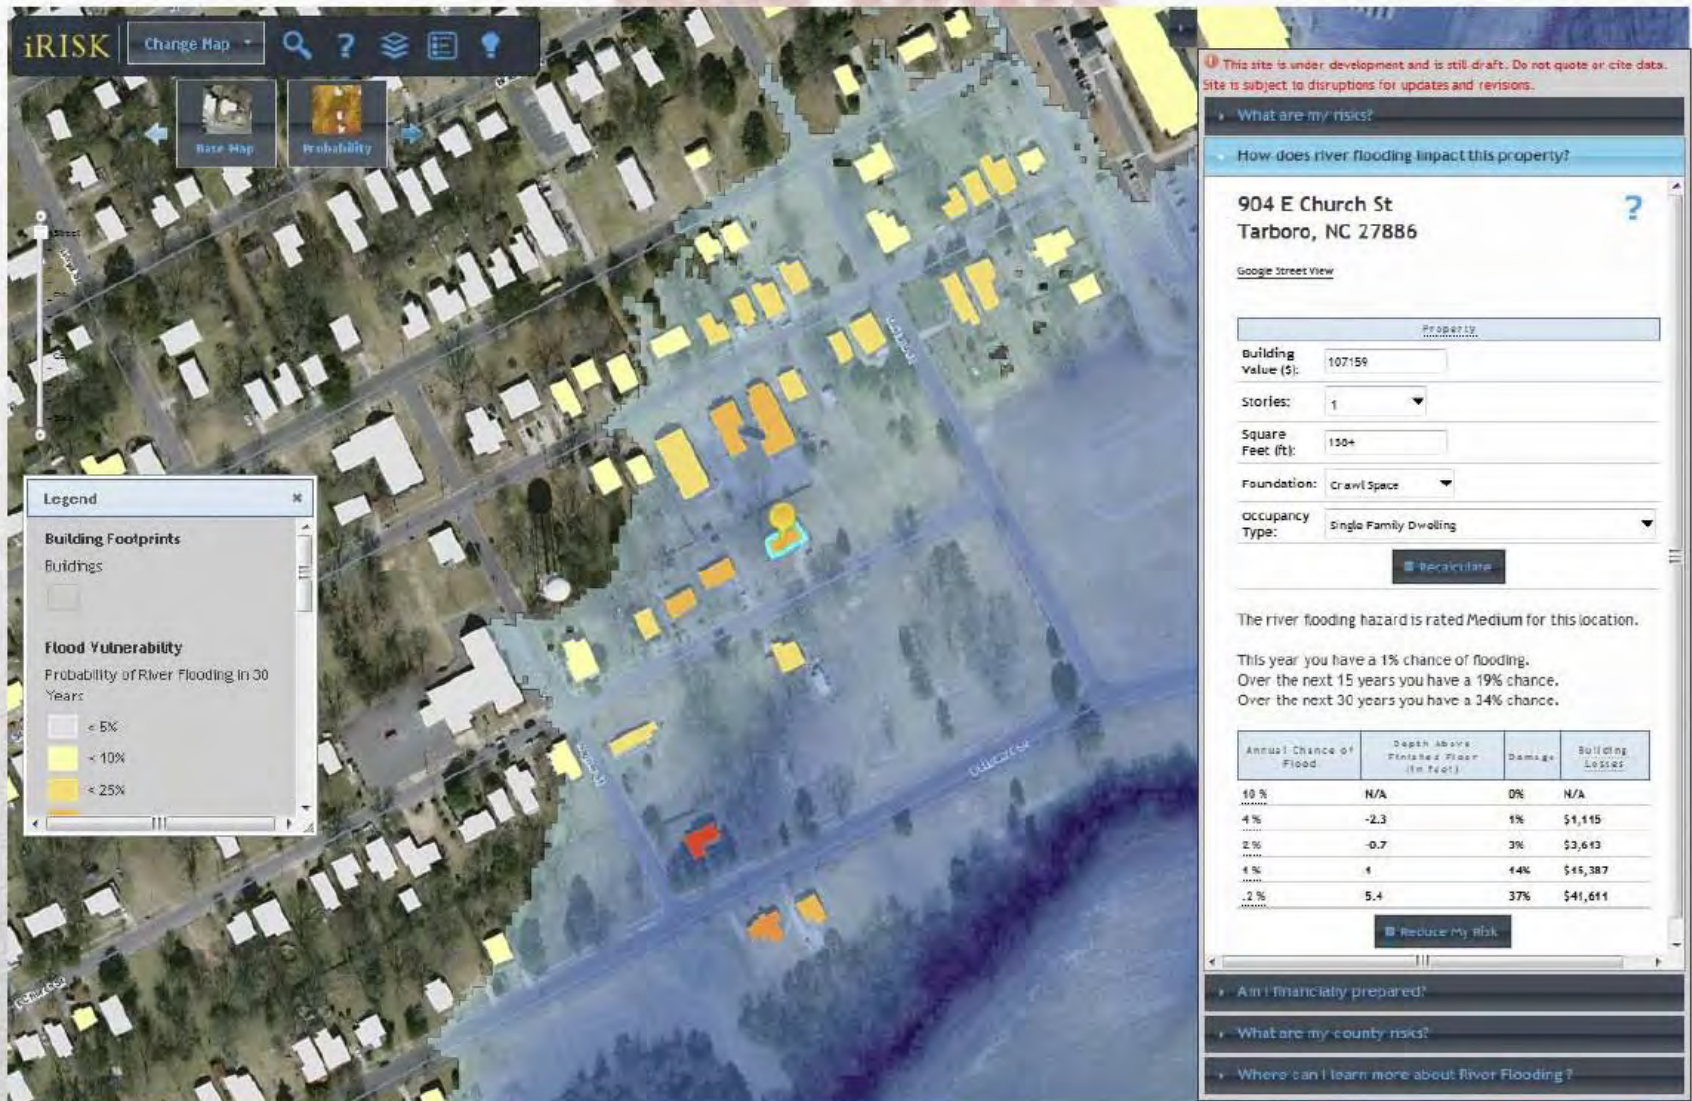 iRISK
Change Map
?
Base Map
Probability
Street
Legend
Building Footprints
Buildings
Flood Vulnerability
Probability of River Flooding in 30
Years
< 5%
< 10%
< 25%
This site is under development and is still draft. Do not quote or cite data.
Site is subject to disruptions for updates and revisions.
What are my risks?
How does river flooding impact this property?
904 E Church St
Tarboro, NC 27886
?
Google Street View
Property
Building
Value ($): 107159
Stories: 1
Square
Feet (ft):
Foundation: Crawl Space
Occupancy
Type: Single Family Dwelling
Recalculate
The river flooding hazard is rated Medium for this location.
This year you have a 1% chance of flooding.
Over the next 15 years you have a 19% chance.
Over the next 30 years you have a 34% chance.
Annual Chance of Flood Depth Above Finished Floor (in feet) Damage Building Losses
10 % N/A 0% N/A
4 % -2.3 1% $1,115
2 % -0.7 3% $3,613
1 % 1 14% $15,387
.2 % 5.4 37% $41,611
Reduce My Risk
Am I financially prepared?
What are my county risks?
Where can I learn more about River Flooding ?